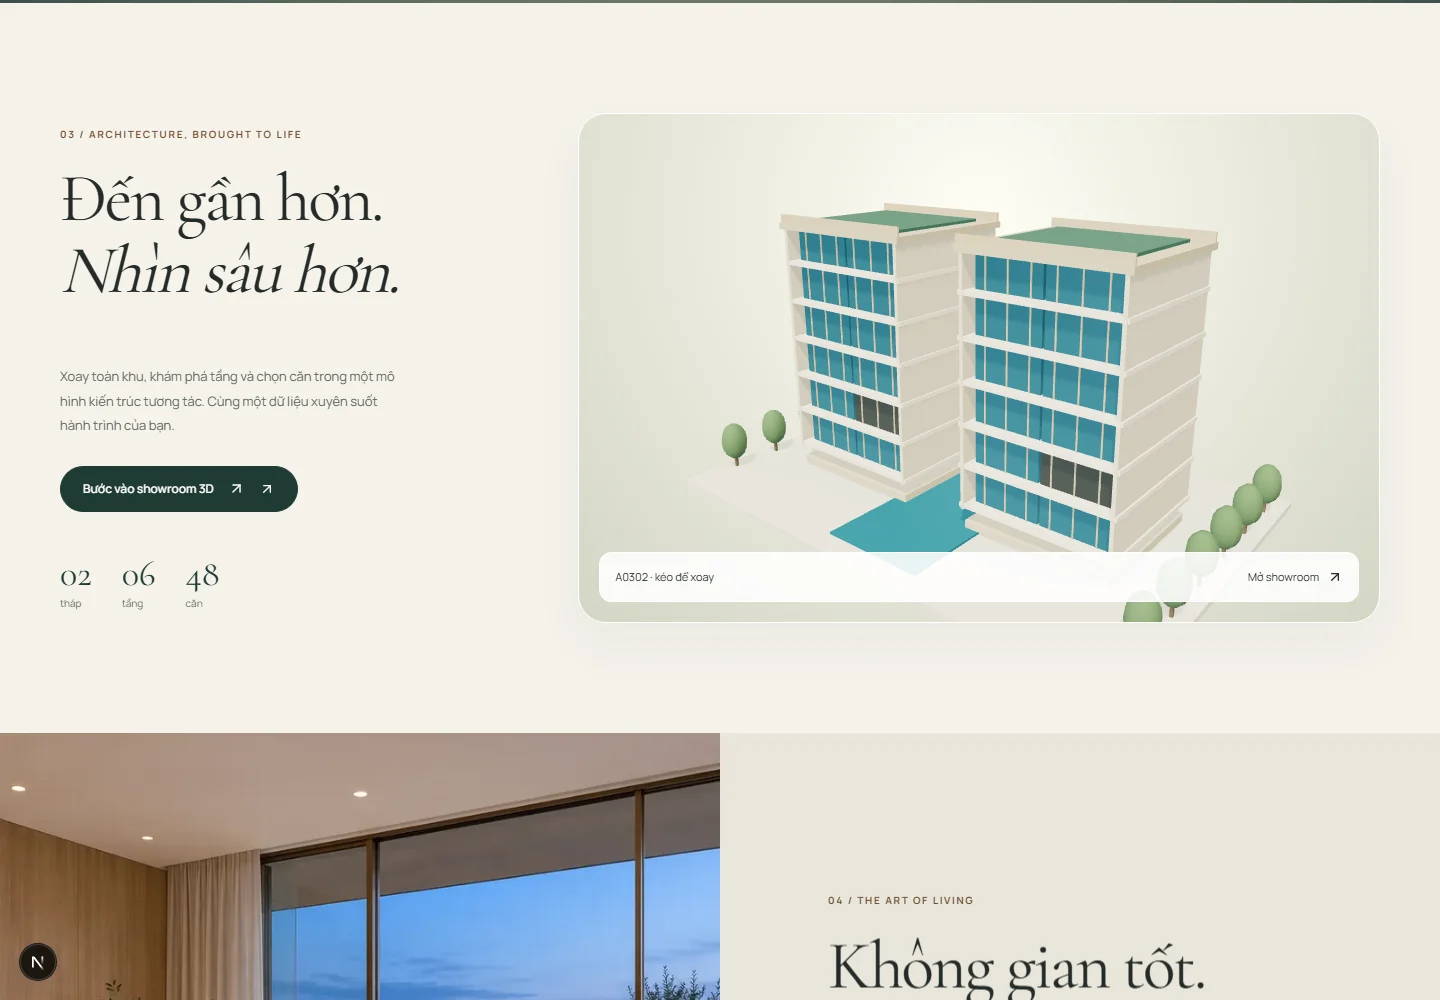 03 / ARCHITECTURE, BROUGHT TO LIFE
Đến gần hơn.
Nhìn sâu hơn.
Xoay toàn khu, khám phá tầng và chọn căn trong một mô
hình kiến trúc tương tác. Cùng một dữ liệu xuyên suốt
hành trình của bạn.
Bước vào showroom 3D
02 06 48
tháp tầng căn
A0302 · kéo để xoay
Mở showroom
04 / THE ART OF LIVING
Không gian tốt.
N